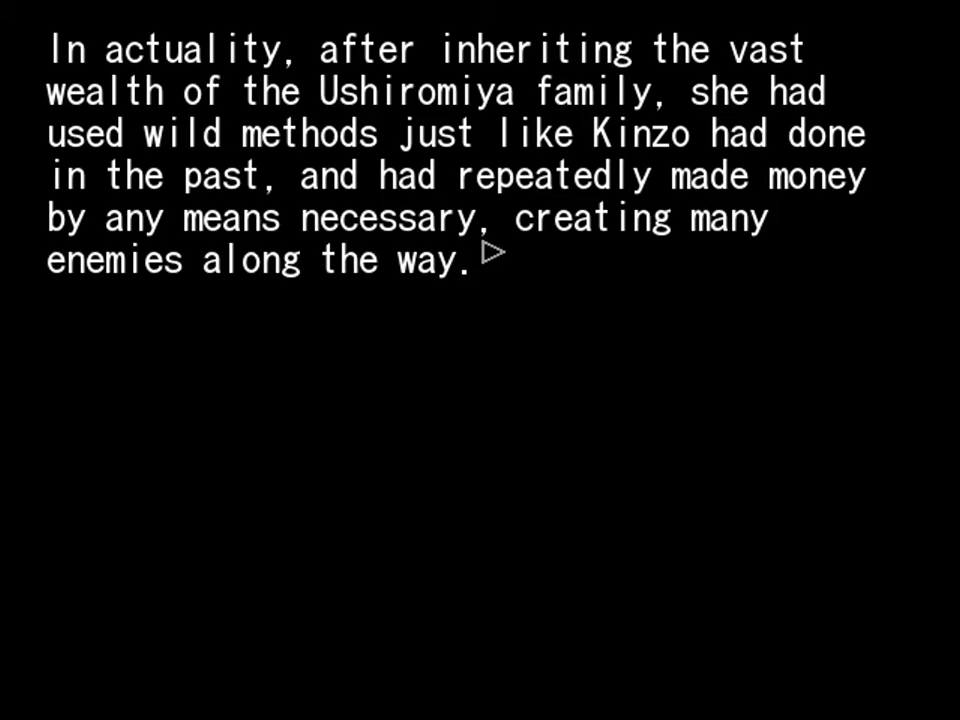 In actuality, after inheriting the vast
wealth of the Ushiromiya family, she had
used wild methods just like Kinzo had done
in the past, and had repeatedly made money
by any means necessary, creating many
enemies along the way.